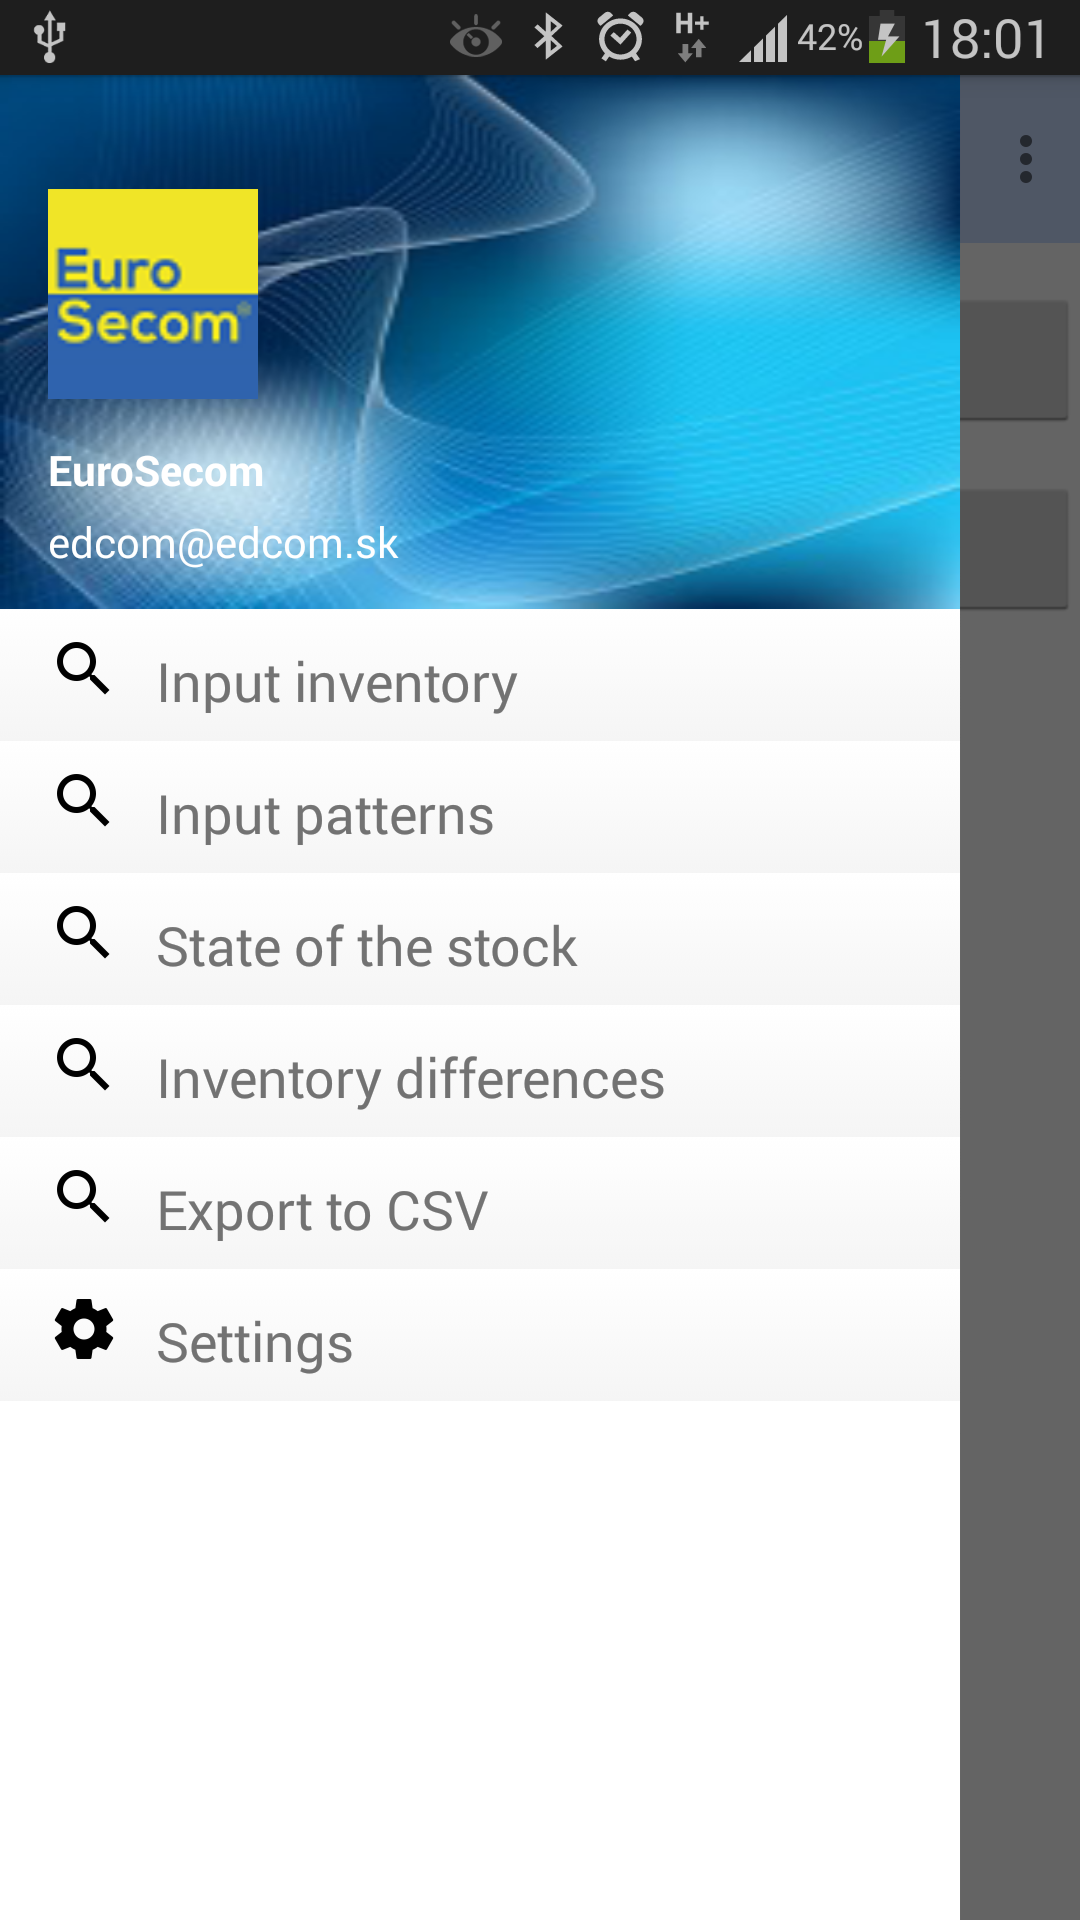 H+ 42% 18:01
Euro
Secom®
EuroSecom
edcom@edcom.sk
Input inventory
Input patterns
State of the stock
Inventory differences
Export to CSV
Settings